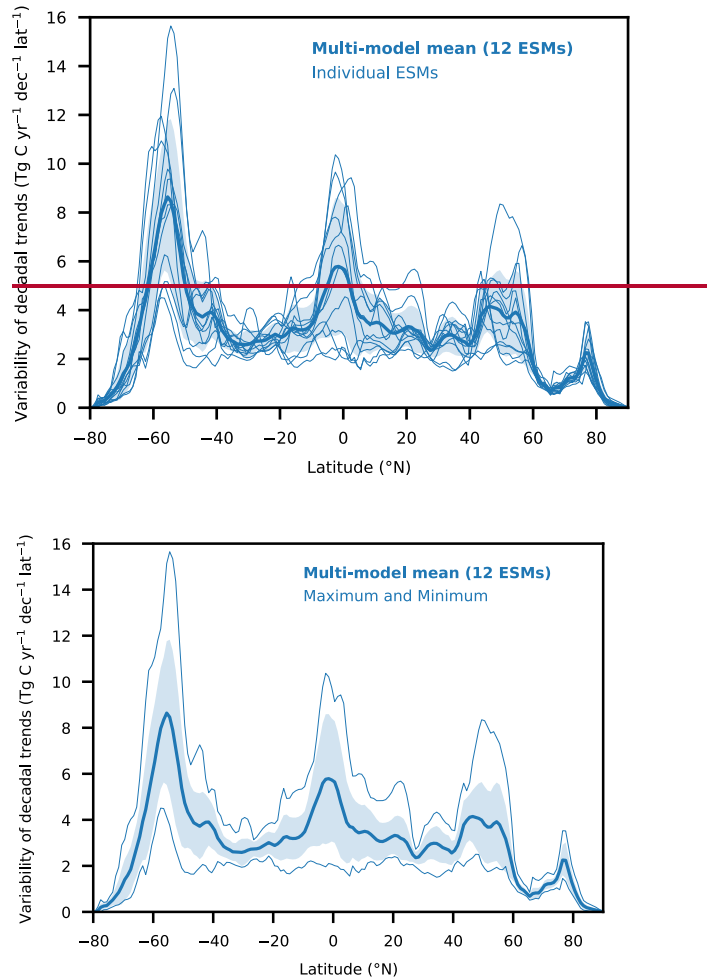 Variability of decadal trends (Tg C yr⁻¹ dec⁻¹ lat⁻¹)
16
14
12
10
8
6
4
2
0
Multi-model mean (12 ESMs)
Individual ESMs
−80 −60 −40 −20 0 20 40 60 80
Latitude (°N)
Variability of decadal trends (Tg C yr⁻¹ dec⁻¹ lat⁻¹)
16
14
12
10
8
6
4
2
0
Multi-model mean (12 ESMs)
Maximum and Minimum
−80 −60 −40 −20 0 20 40 60 80
Latitude (°N)